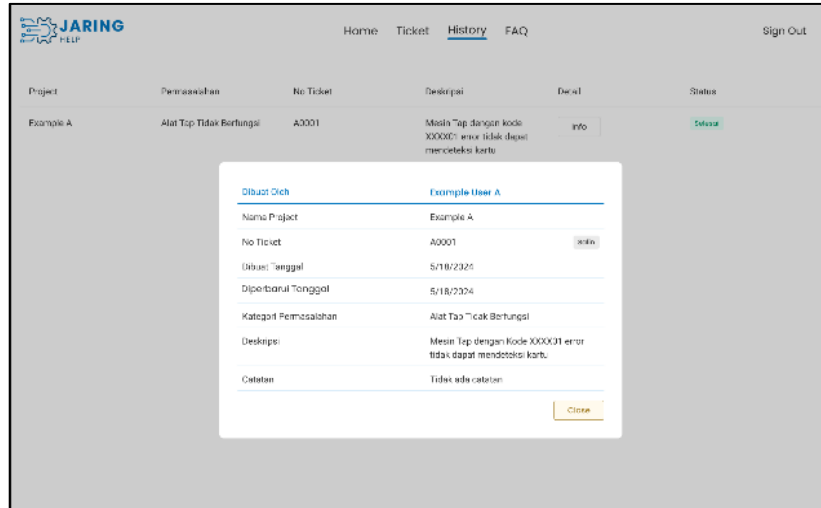 JARING
HELP
Home Ticket History FAQ Sign Out
Project Permasalahan No Ticket Deskripsi Detail Status
Example A Alat Tap Tidak Berfungsi A0001 Mesin Tap dengan kode Info Selesai
XXXX01 error tidak dapat
mendeteksi kartu
Dibuat Oleh Example User A
Nama Project Example A
No Ticket A0001 Salin
Dibuat Tanggal 5/18/2024
Diperbarui Tanggal 5/18/2024
Kategori Permasalahan Alat Tap Tidak Berfungsi
Deskripsi Mesin Tap dengan Kode XXXX01 error
tidak dapat mendeteksi kartu
Catatan Tidak ada catatan
Close